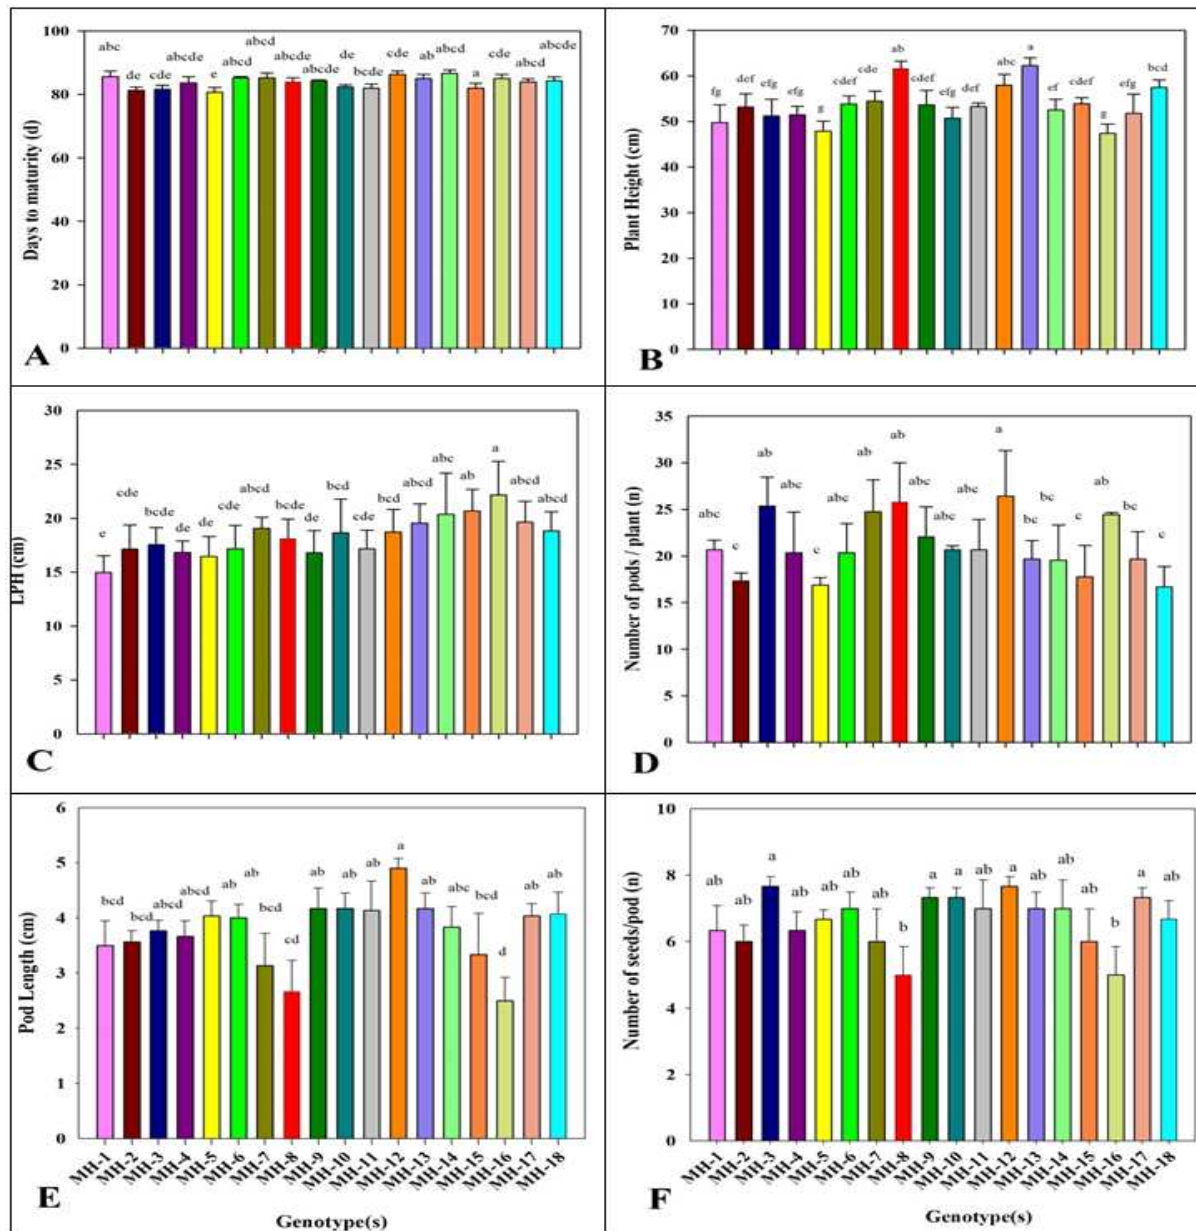 Days to maturity (d)
100
80
60
40
20
0
abc de cde abcde e abcd abcd abcde abcde de bcde cde ab abcd a cde abcd abcde
A
Plant Height (cm)
70
60
50
40
30
20
10
0
fg def efg efg g cdef cde ab cdef efg def abc a ef cdef g efg bcd
B
LPH (cm)
30
25
20
15
10
5
0
e cde bcde de de cde abcd bcde de bcd cde bcd abcd abc ab a abcd abcd
C
Number of pods / plant (n)
35
30
25
20
15
10
5
0
abc c ab abc c abc ab ab abc abc abc a bc bc c ab bc c
D
Pod Length (cm)
6
5
4
3
2
1
0
bcd bcd abc abcd ab ab bcd cd ab ab ab a ab abc bcd d ab ab
MH-1 MH-2 MH-3 MH-4 MH-5 MH-6 MH-7 MH-8 MH-9 MH-10 MH-11 MH-12 MH-13 MH-14 MH-15 MH-16 MH-17 MH-18
E
Genotype(s)
Number of seeds/pod (n)
10
8
6
4
2
0
ab ab a ab ab ab ab b a a ab a ab ab ab b a ab
MH-1 MH-2 MH-3 MH-4 MH-5 MH-6 MH-7 MH-8 MH-9 MH-10 MH-11 MH-12 MH-13 MH-14 MH-15 MH-16 MH-17 MH-18
F
Genotype(s)